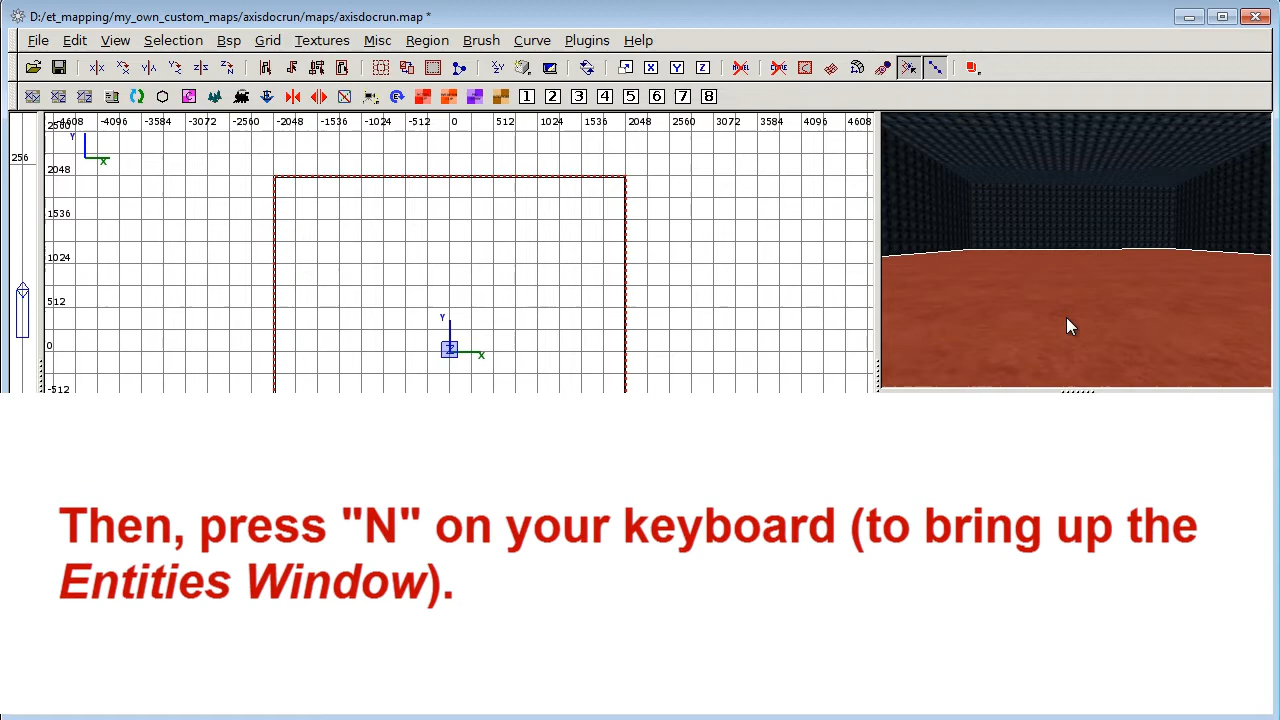 D:/et_mapping/my_own_custom_maps/axisdocrun/maps/axisdocrun.map *
File Edit View Selection Bsp Grid Textures Misc Region Brush Curve Plugins Help
1 2 3 4 5 6 7 8
-4608 -4096 -3584 -3072 -2560 -2048 -1536 -1024 -512 0 512 1024 1536 2048 2560 3072 3584 4096 4608
2560
Y
X
256
2048
1536
1024
512
Y
0
Z
X
-512
Then, press "N" on your keyboard (to bring up the
Entities Window).